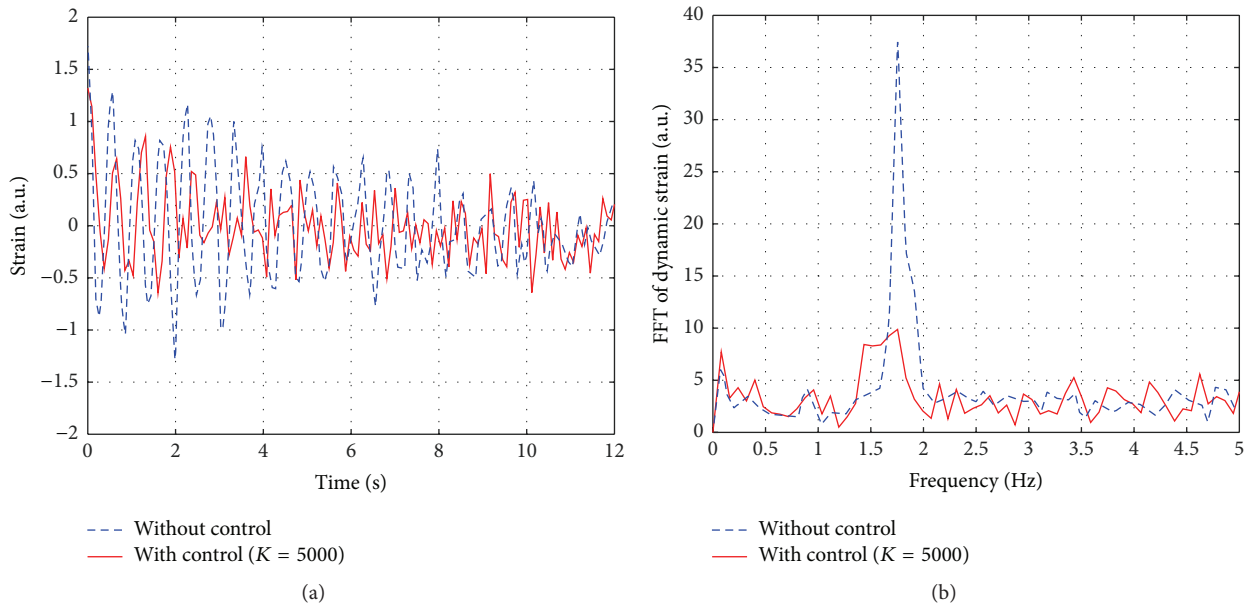 2
1.5
1
0.5
0
−0.5
−1
−1.5
−2
Strain (a.u.)
0 2 4 6 8 10 12
Time (s)
Without control
With control (K = 5000)
(a)
40
35
30
25
20
15
10
5
0
FFT of dynamic strain (a.u.)
0 0.5 1 1.5 2 2.5 3 3.5 4 4.5 5
Frequency (Hz)
Without control
With control (K = 5000)
(b)